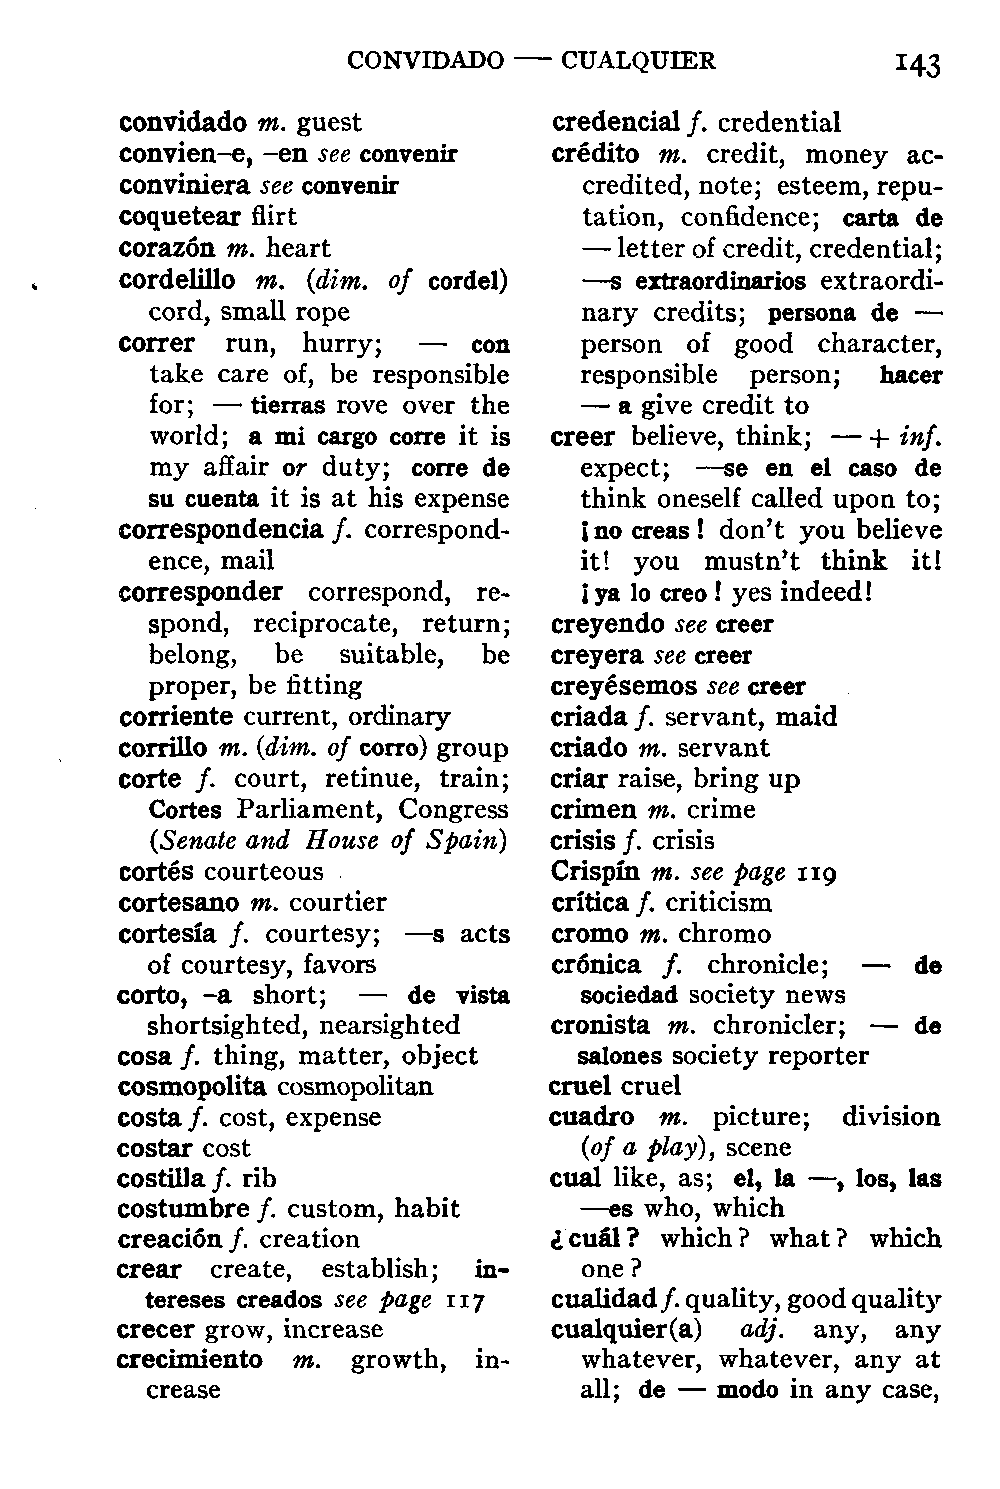 CONVIDADO — CUALQUIER 143
convidado m. guest
convien–e, –en see convenir
conviniera see convenir
coquetear flirt
corazón m. heart
cordelillo m. (dim. of cordel)
cord, small rope
correr run, hurry; — con
take care of, be responsible
for; — tierras rove over the
world; a mi cargo corre it is
my affair or duty; corre de
su cuenta it is at his expense
correspondencia f. correspond-
ence, mail
corresponder correspond, re-
spond, reciprocate, return;
belong, be suitable, be
proper, be fitting
corriente current, ordinary
corrillo m. (dim. of corro) group
corte f. court, retinue, train;
Cortes Parliament, Congress
(Senate and House of Spain)
cortés courteous
cortesano m. courtier
cortesía f. courtesy; —s acts
of courtesy, favors
corto, –a short; — de vista
shortsighted, nearsighted
cosa f. thing, matter, object
cosmopolita cosmopolitan
costa f. cost, expense
costar cost
costilla f. rib
costumbre f. custom, habit
creación f. creation
crear create, establish; in-
tereses creados see page 117
crecer grow, increase
crecimiento m. growth, in-
crease
credencial f. credential
crédito m. credit, money ac-
credited, note; esteem, repu-
tation, confidence; carta de
— letter of credit, credential;
—s extraordinarios extraordi-
nary credits; persona de —
person of good character,
responsible person; hacer
— a give credit to
creer believe, think; — + inf.
expect; —se en el caso de
think oneself called upon to;
¡no creas! don't you believe
it! you mustn't think it!
¡ya lo creo! yes indeed!
creyendo see creer
creyera see creer
creyésemos see creer
criada f. servant, maid
criado m. servant
criar raise, bring up
crimen m. crime
crisis f. crisis
Crispín m. see page 119
crítica f. criticism
cromo m. chromo
crónica f. chronicle; — de
sociedad society news
cronista m. chronicler; — de
salones society reporter
cruel cruel
cuadro m. picture; division
(of a play), scene
cual like, as; el, la —, los, las
—es who, which
¿cuál? which? what? which
one?
cualidad f. quality, good quality
cualquier(a) adj. any, any
whatever, whatever, any at
all; de — modo in any case,